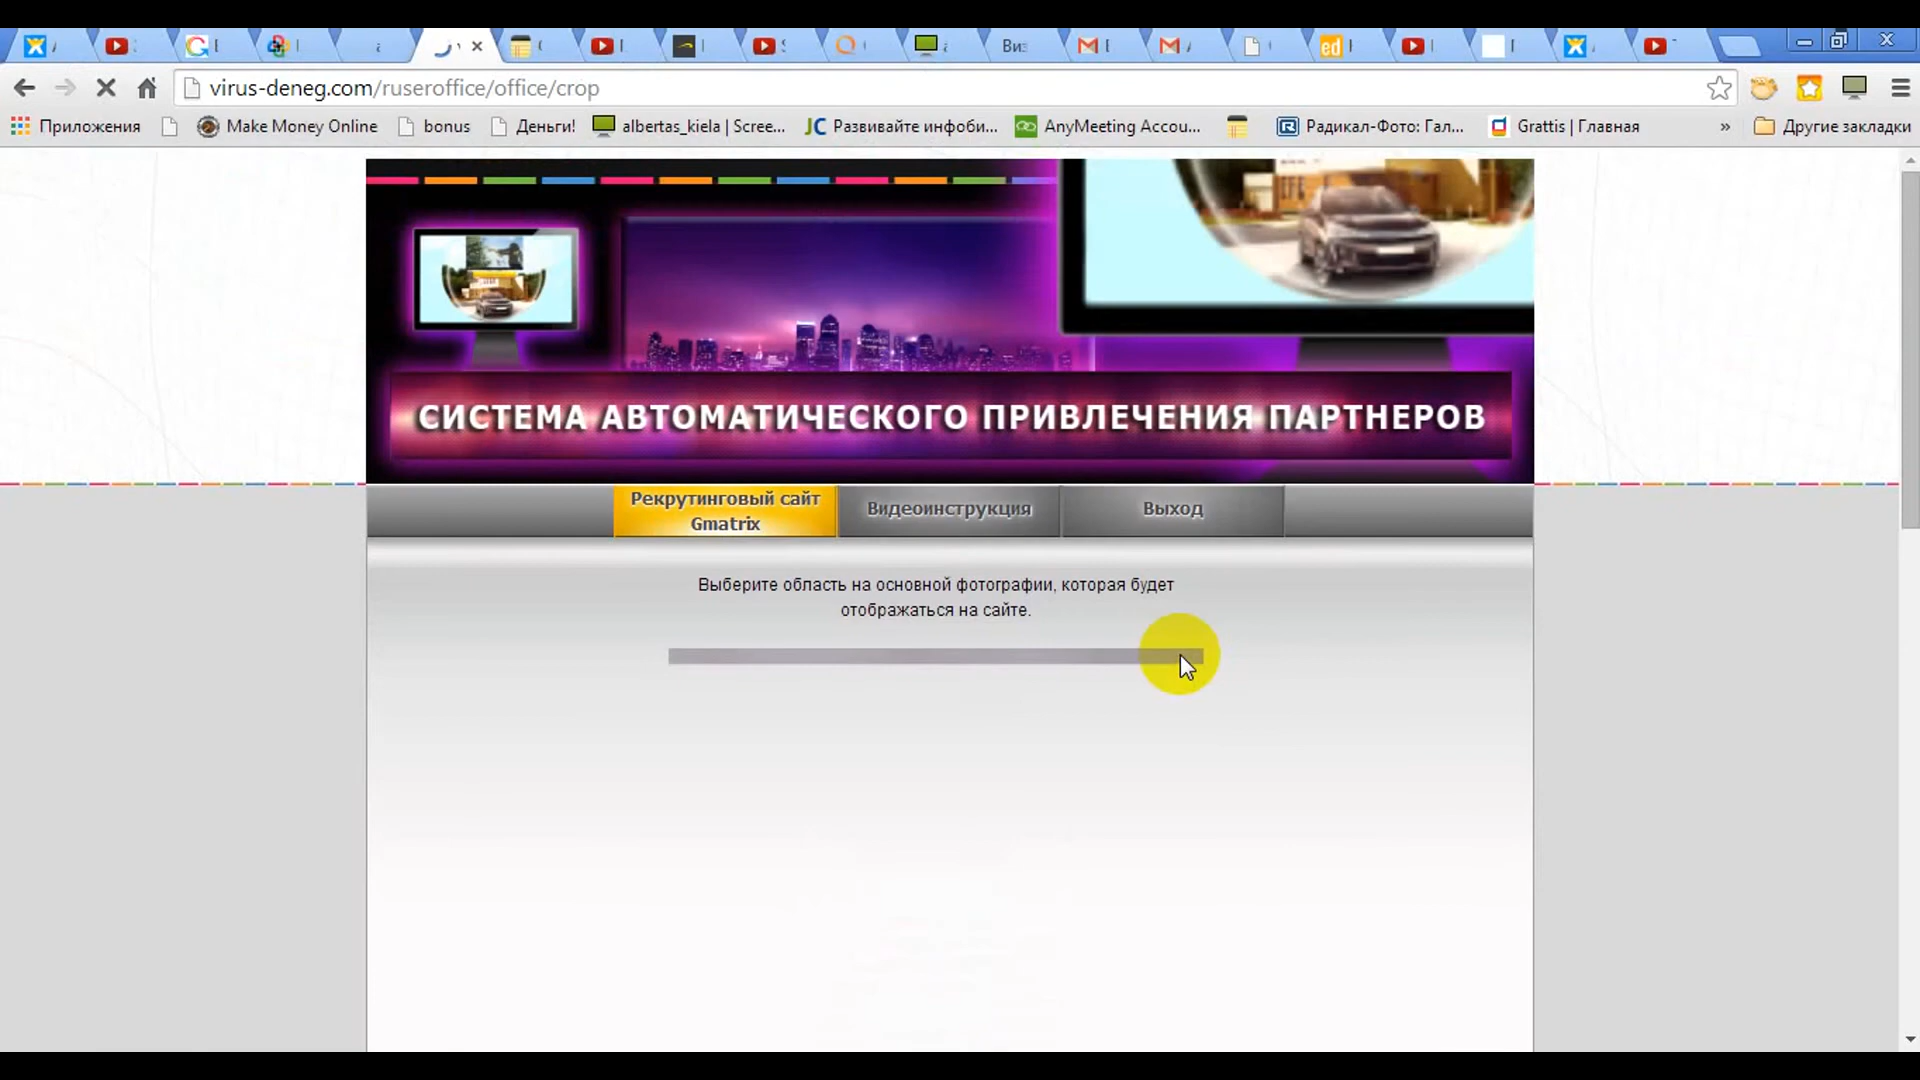 virus-deneg.com/ruseroffice/office/crop
Приложения Make Money Online bonus Деньги! albertas_kiela | Scree... Развивайте инфоби... AnyMeeting Accou... Радикал-Фото: Гал... Grattis | Главная » Другие закладки
СИСТЕМА АВТОМАТИЧЕСКОГО ПРИВЛЕЧЕНИЯ ПАРТНЕРОВ
Рекрутинговый сайт
Gmatrix
Видеоинструкция
Выход
Выберите область на основной фотографии, которая будет
отображаться на сайте.